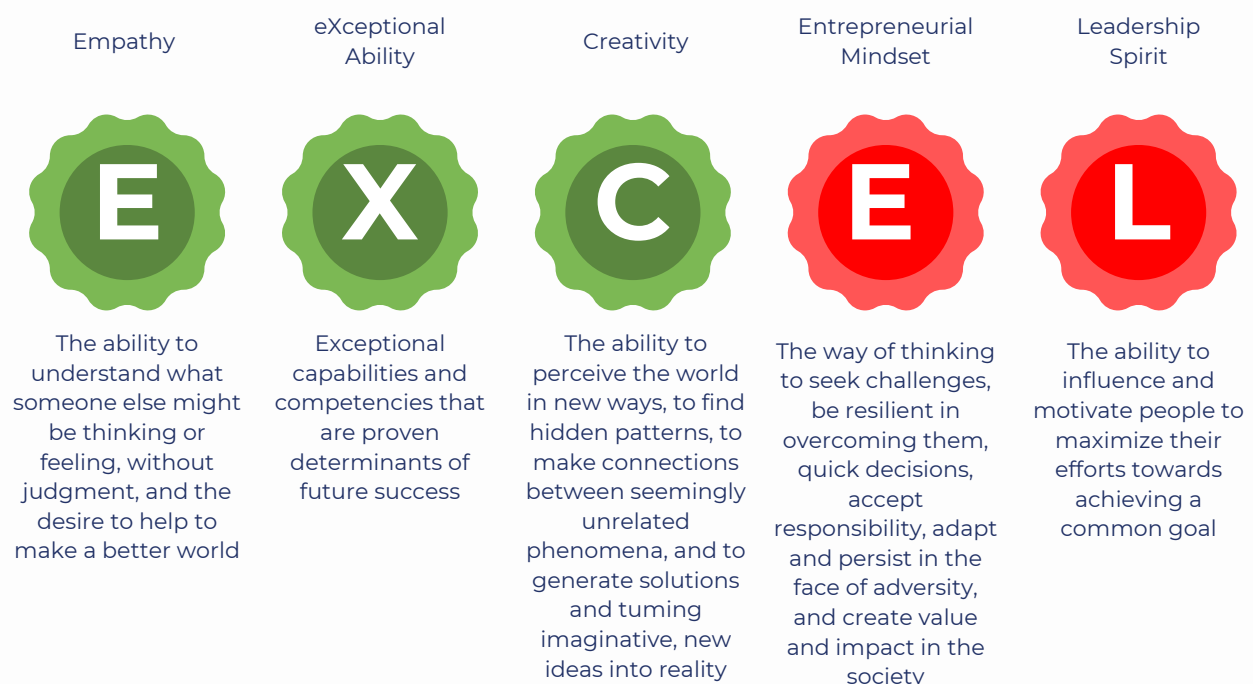 Empathy
eXceptional
Ability
Creativity
Entrepreneurial
Mindset
Leadership
Spirit
E
X
C
E
L
The ability to
understand what
someone else might
be thinking or
feeling, without
judgment, and the
desire to help to
make a better world
Exceptional
capabilities and
competencies that
are proven
determinants of
future success
The ability to
perceive the world
in new ways, to find
hidden patterns, to
make connections
between seemingly
unrelated
phenomena, and to
generate solutions
and tuming
imaginative, new
ideas into reality
The way of thinking
to seek challenges,
be resilient in
overcoming them,
quick decisions,
accept
responsibility, adapt
and persist in the
face of adversity,
and create value
and impact in the
society
The ability to
influence and
motivate people to
maximize their
efforts towards
achieving a
common goal